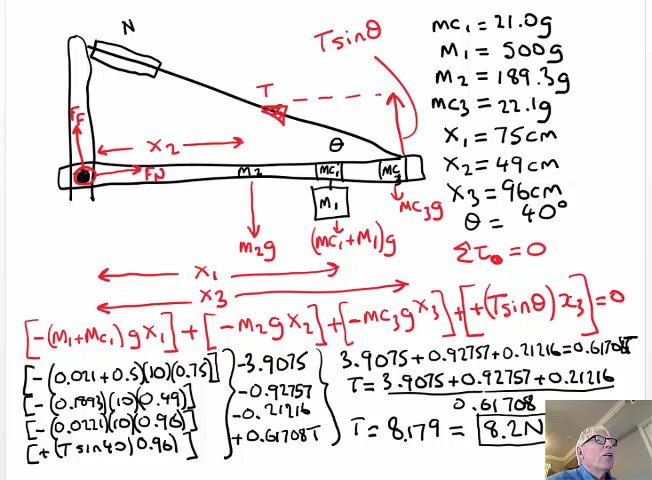 N
Tsinθ
T
θ
FF
X2
FN
M2
MC1
MC3
M1
m2g
(MC1+M1)g
MC3g
X1
X3
MC1 = 21.0g
M1 = 500g
M2 = 189.3g
MC3 = 22.1g
X1 = 75cm
X2 = 49cm
X3 = 96cm
θ = 40°
Στo = 0
[-(M1+MC1)gX1] + [-M2gX2] + [-MC3gX3] + [+(Tsinθ)X3] = 0
[-(0.021+0.5)(10)(0.75)]
[-(0.1893)(10)(0.49)]
[-(0.0221)(10)(0.96)]
[+(Tsin40)0.96)]
-3.9075
-0.92757
-0.21216
+0.61708T
3.9075+0.92757+0.21216=0.61708T
T = 3.9075+0.92757+0.21216
0.61708
T = 8.179 = 8.2N